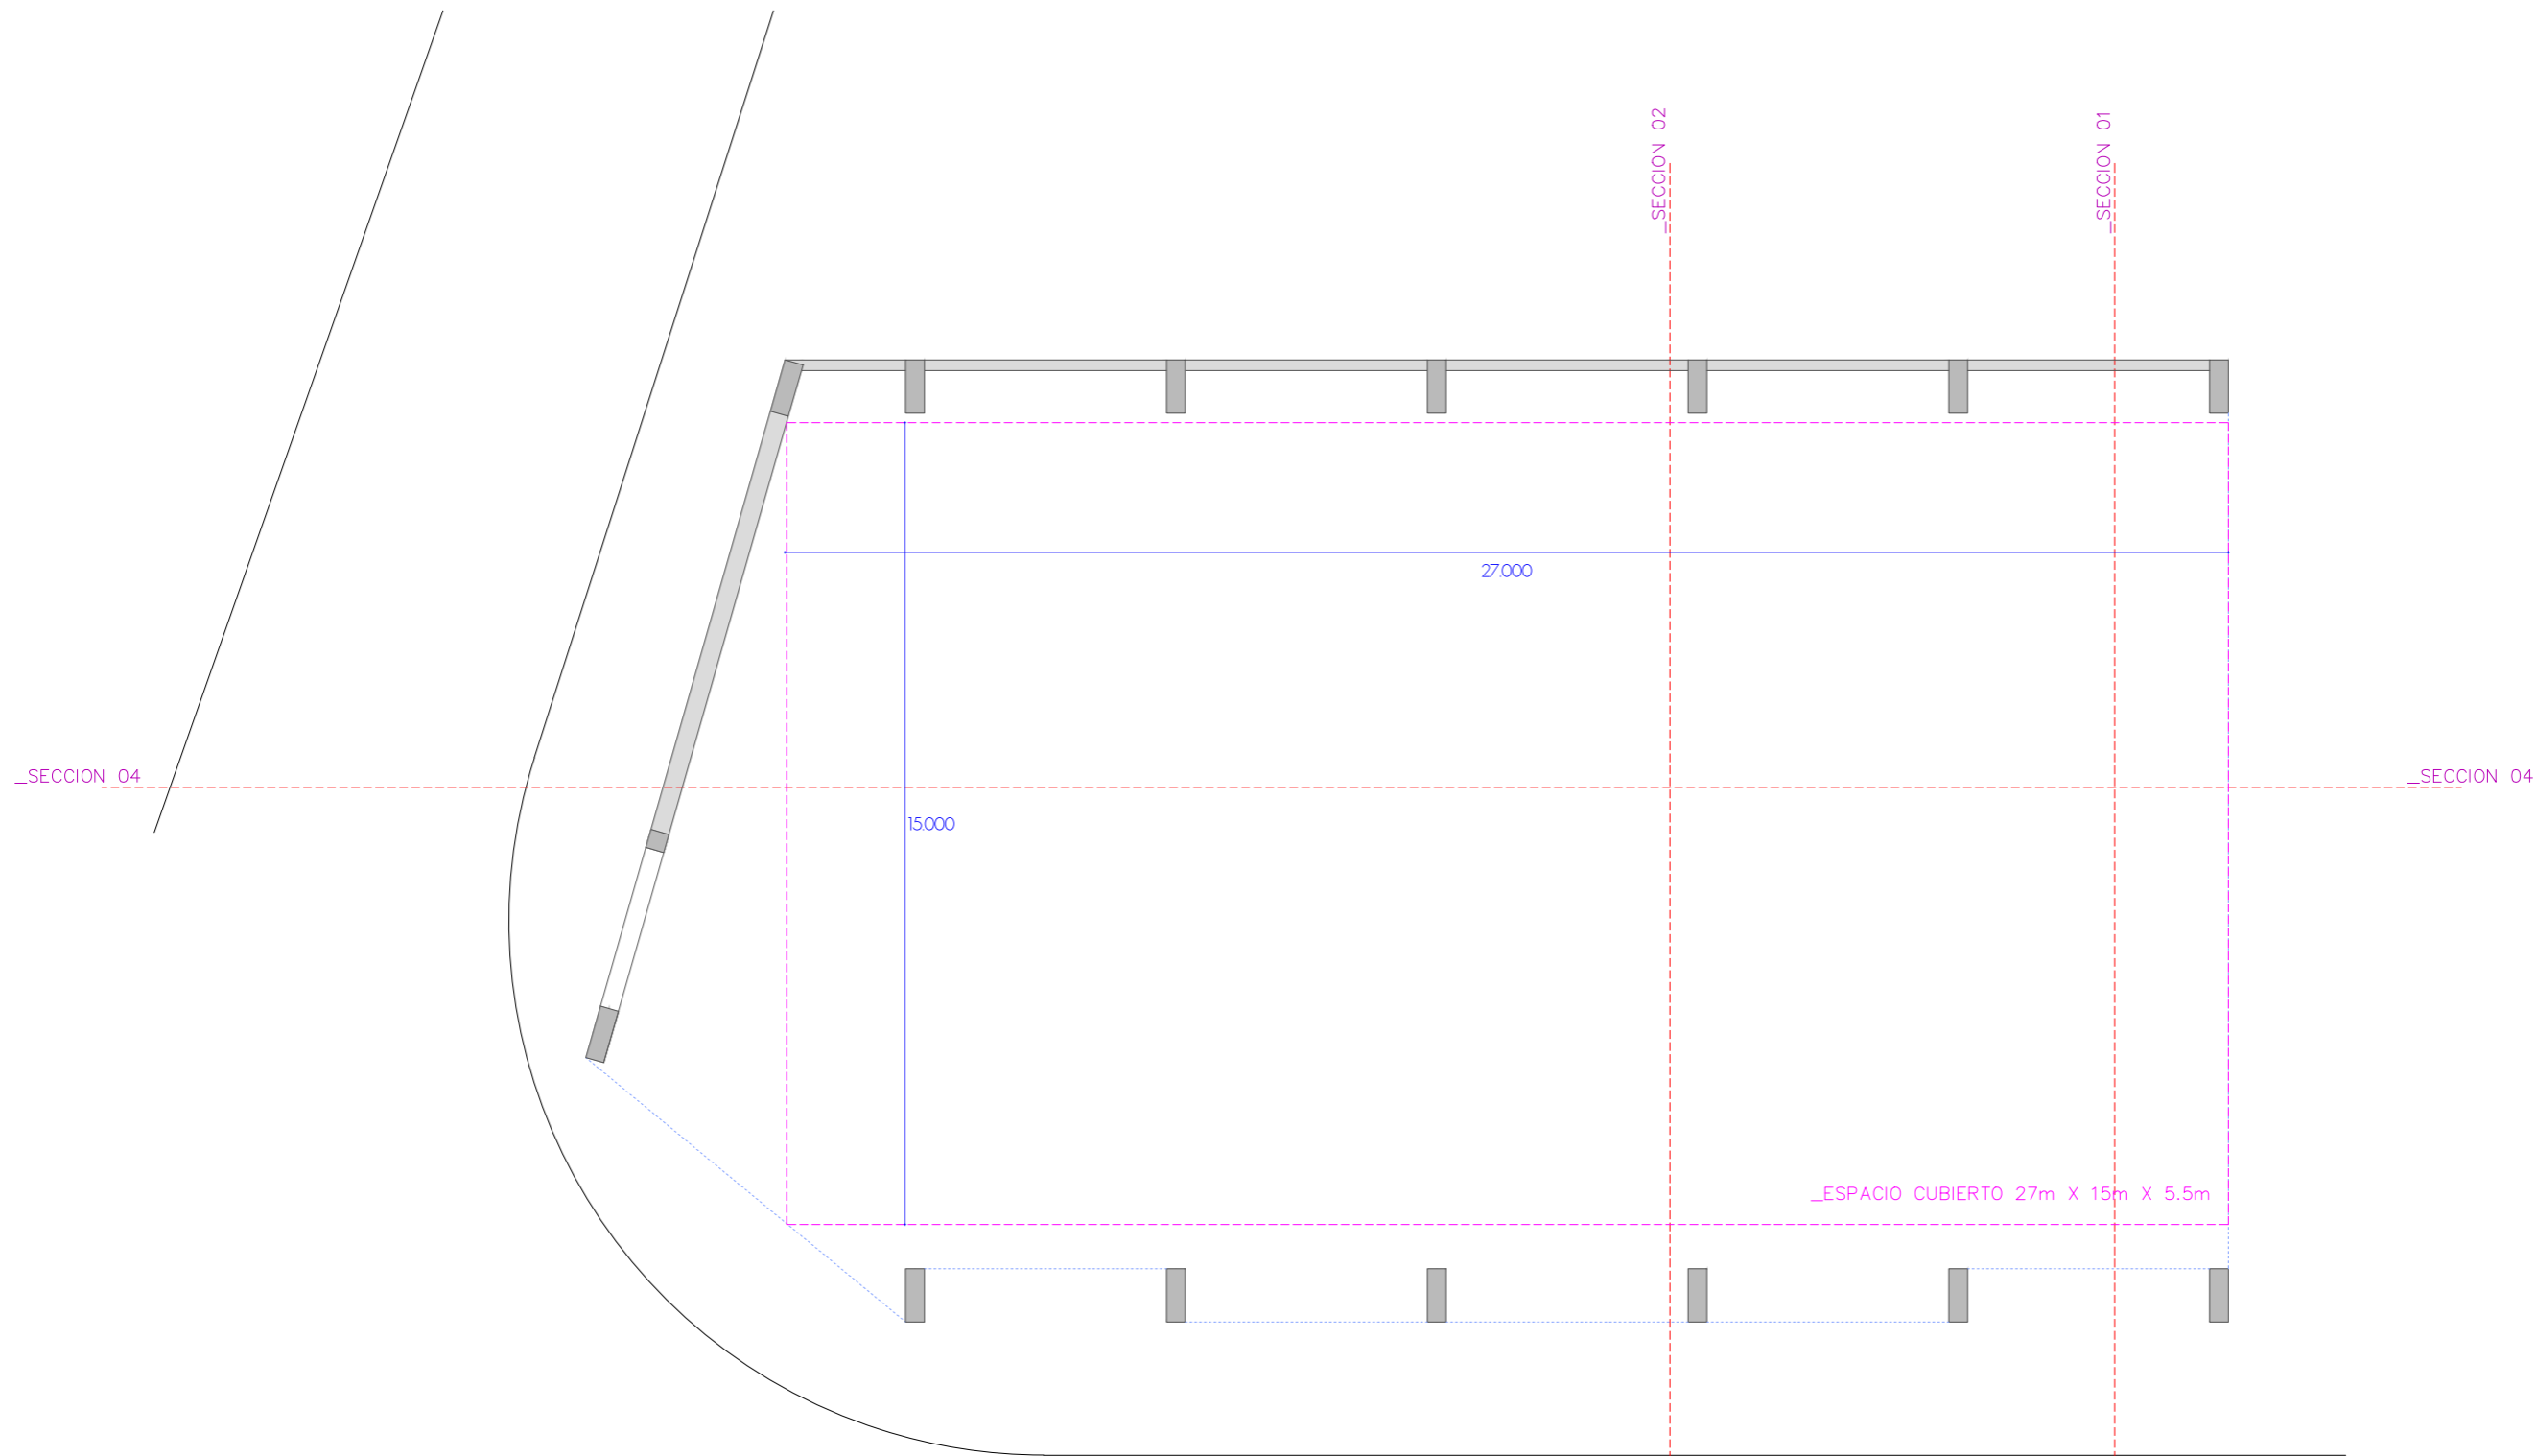 _SECCION 02
_SECCION 01
27.000
_SECCION 04
_SECCION 04
15.000
_ESPACIO CUBIERTO 27m X 15m X 5.5m